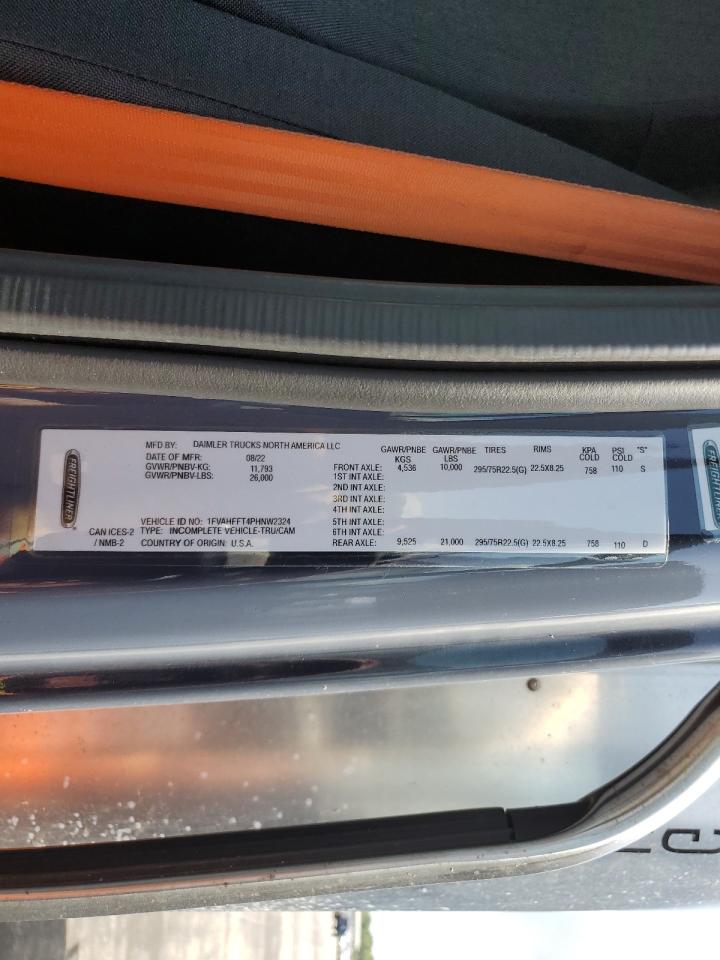 FREIGHTLINER
MFD BY: DAIMLER TRUCKS NORTH AMERICA LLC
DATE OF MFR: 08/22
GVWR/PNBV-KG: 11,793
GVWR/PNBV-LBS: 26,000
CAN ICES-2 / NMB-2
VEHICLE ID NO: 1FVAHFFT4PHNW2324
TYPE: INCOMPLETE VEHICLE-TRU/CAM
COUNTRY OF ORIGIN: U.S.A.
GAWR/PNBE KGS GAWR/PNBE LBS TIRES RIMS KPA COLD PSI COLD "S"
FRONT AXLE: 4,536 10,000 295/75R22.5(G) 22.5X8.25 758 110 S
1ST INT AXLE:
2ND INT AXLE:
3RD INT AXLE:
4TH INT AXLE:
5TH INT AXLE:
6TH INT AXLE:
REAR AXLE: 9,525 21,000 295/75R22.5(G) 22.5X8.25 758 110 D